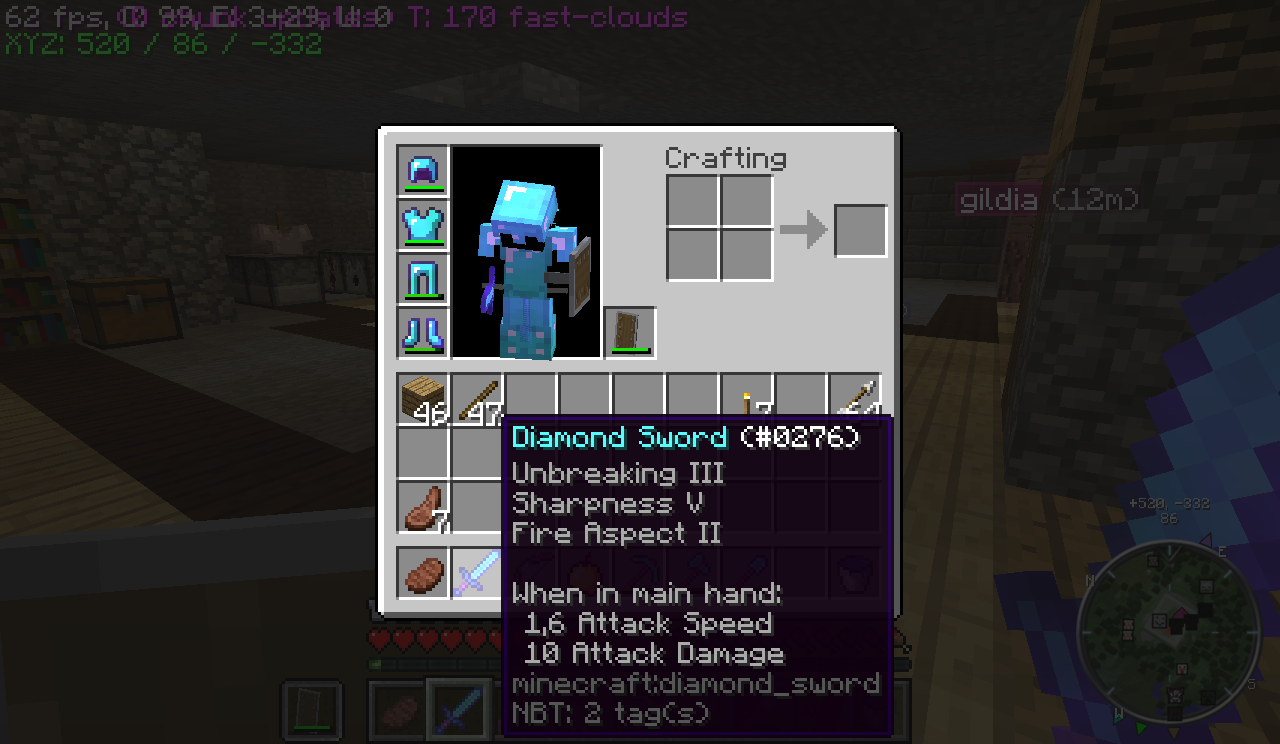 62 fps,
T: 170 fast-clouds
XYZ: 520 / 86 / -332
Crafting
gildia (12m)
46
47
7
64
Diamond Sword (#0276)
Unbreaking III
Sharpness V
Fire Aspect II
7
When in main hand:
1,6 Attack Speed
10 Attack Damage
minecraft:diamond_sword
NBT: 2 tag(s)
+520, -332
86
N
E
S
W